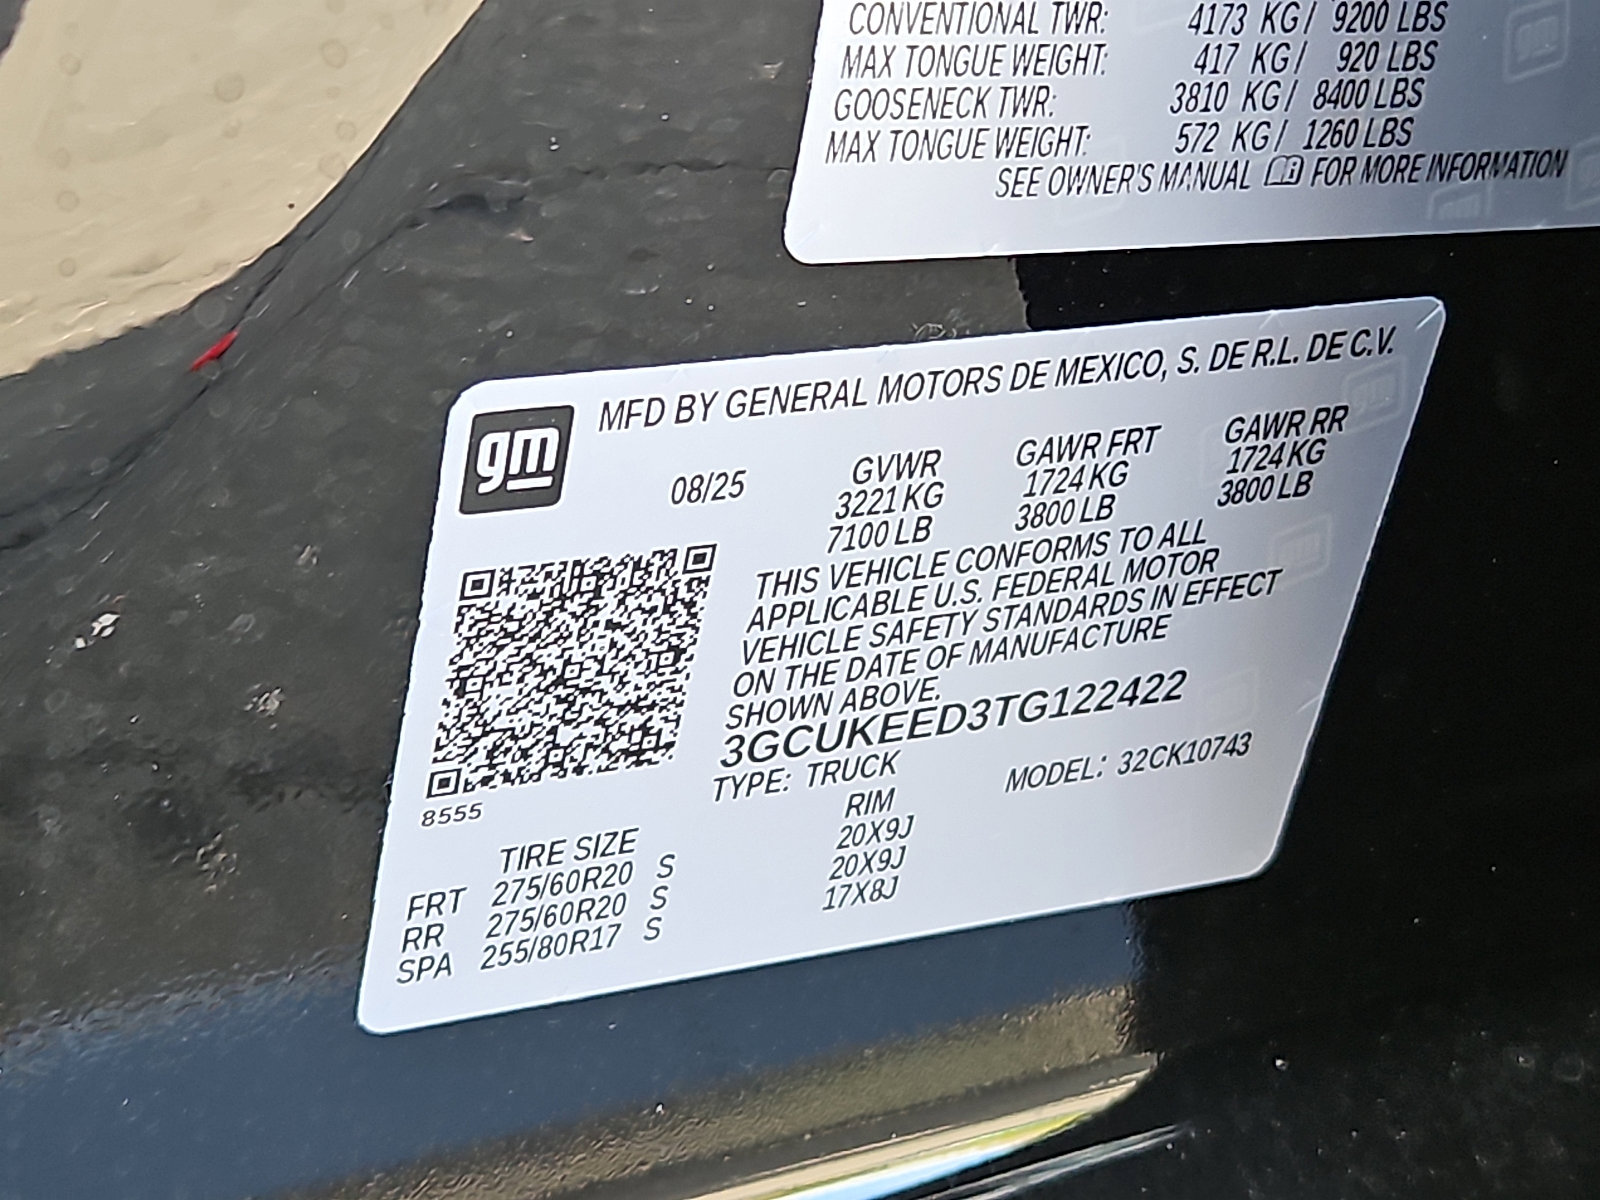 CONVENTIONAL TWR: 4173 KG / 9200 LBS
MAX TONGUE WEIGHT: 417 KG / 920 LBS
GOOSENECK TWR: 3810 KG / 8400 LBS
MAX TONGUE WEIGHT: 572 KG / 1260 LBS
SEE OWNER'S MANUAL FOR MORE INFORMATION
gm
MFD BY GENERAL MOTORS DE MEXICO, S. DE R.L. DE C.V.
08/25 GVWR GAWR FRT GAWR RR
3221 KG 1724 KG 1724 KG
7100 LB 3800 LB 3800 LB
THIS VEHICLE CONFORMS TO ALL
APPLICABLE U.S. FEDERAL MOTOR
VEHICLE SAFETY STANDARDS IN EFFECT
ON THE DATE OF MANUFACTURE
SHOWN ABOVE.
3GCUKEED3TG122422
TYPE: TRUCK MODEL: 32CK10743
8555
TIRE SIZE RIM
FRT 275/60R20 S 20X9J
RR 275/60R20 S 20X9J
SPA 255/80R17 S 17X8J